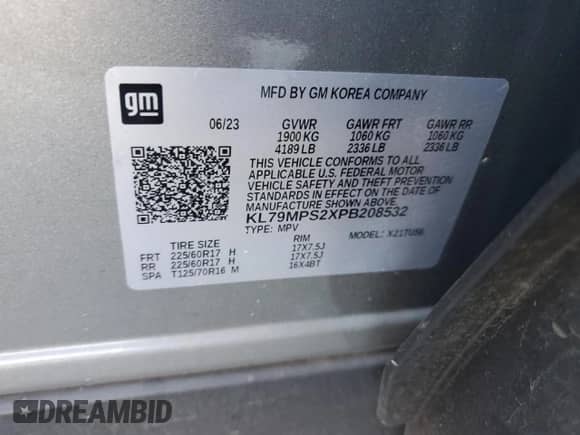 gm
MFD BY GM KOREA COMPANY
06/23 GVWR GAWR FRT GAWR RR
1900 KG 1060 KG 1060 KG
4189 LB 2336 LB 2336 LB
THIS VEHICLE CONFORMS TO ALL
APPLICABLE U.S. FEDERAL MOTOR
VEHICLE SAFETY AND THEFT PREVENTION
STANDARDS IN EFFECT ON THE DATE OF
MANUFACTURE SHOWN ABOVE.
KL79MPS2XPB208532
TYPE: MPV MODEL: X21TU56
TIRE SIZE RIM
FRT 225/60R17 H 17X7.5J
RR 225/60R17 H 17X7.5J
SPA T125/70R16 M 16X4BT
DREAMBID